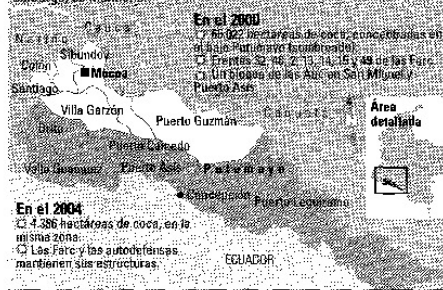 En el 2000
66.022 hectáreas de coca, concentradas en
el bajo Putumayo (sombreado).
Frentes 32, 48, 2, 13, 14, 15 y 49 de las Farc
Un bloque de las Auc en San Miguel y
Puerto Asís
Cauca
Nariño
Sibundoy
Colón
Mocoa
Santiago
Villa Garzón
Puerto Guzmán
Caquetá
Área
detallada
Orito
Puerto Caicedo
Valle Guamuez
Puerto Asís
Putumayo
Concepción
Puerto Leguízamo
En el 2004
4.386 hectáreas de coca, en la
misma zona.
Las Farc y las autodefensas
mantienen sus estructuras.
ECUADOR